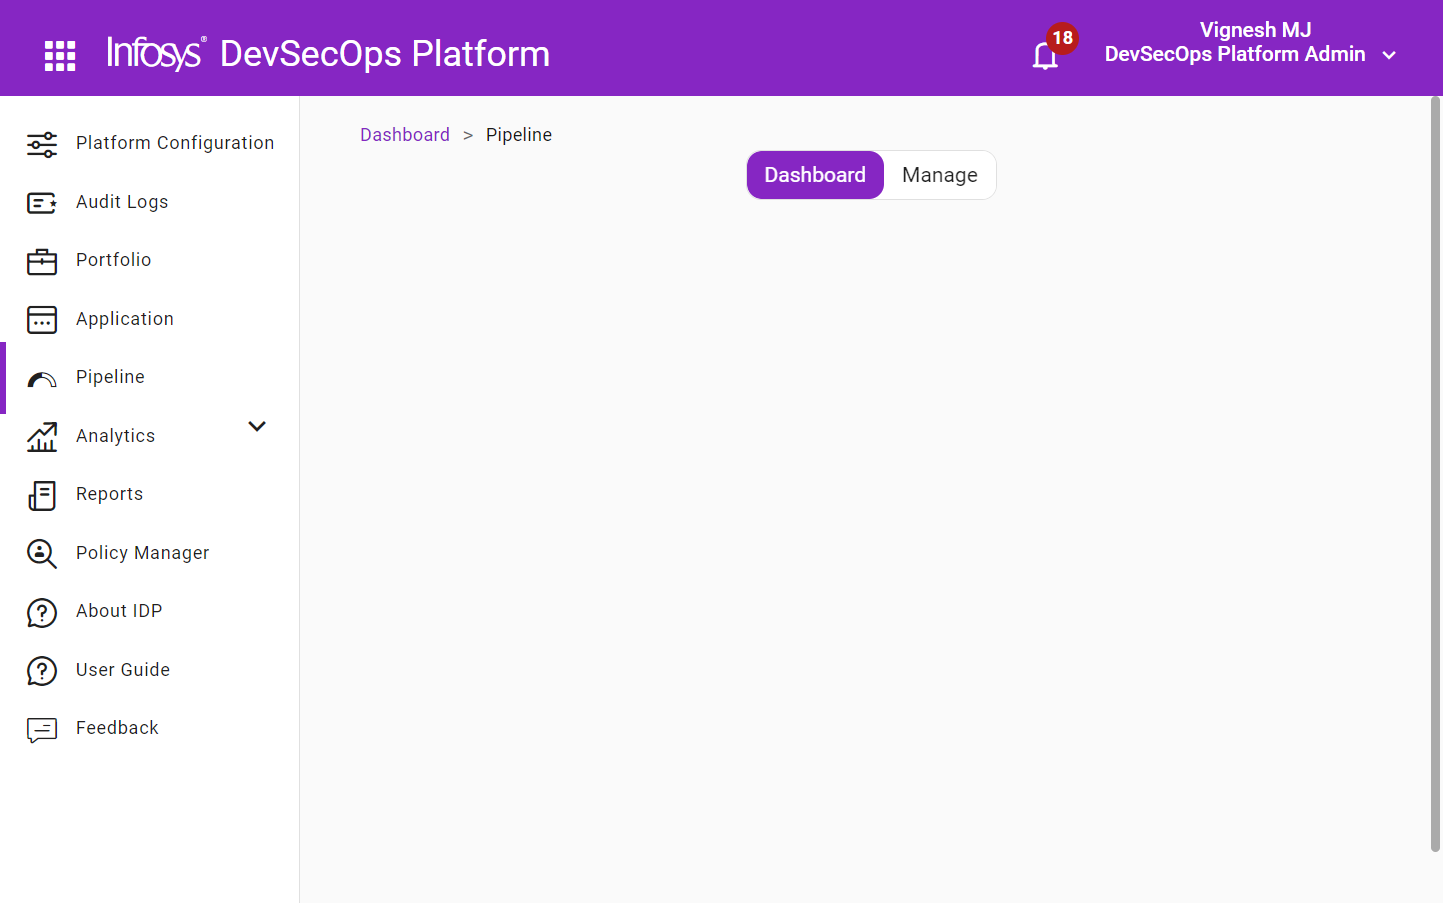 Infosys® DevSecOps Platform
18
Vignesh MJ
DevSecOps Platform Admin
Platform Configuration
Audit Logs
Portfolio
Application
Pipeline
Analytics
Reports
Policy Manager
About IDP
User Guide
Feedback
Dashboard > Pipeline
Dashboard Manage